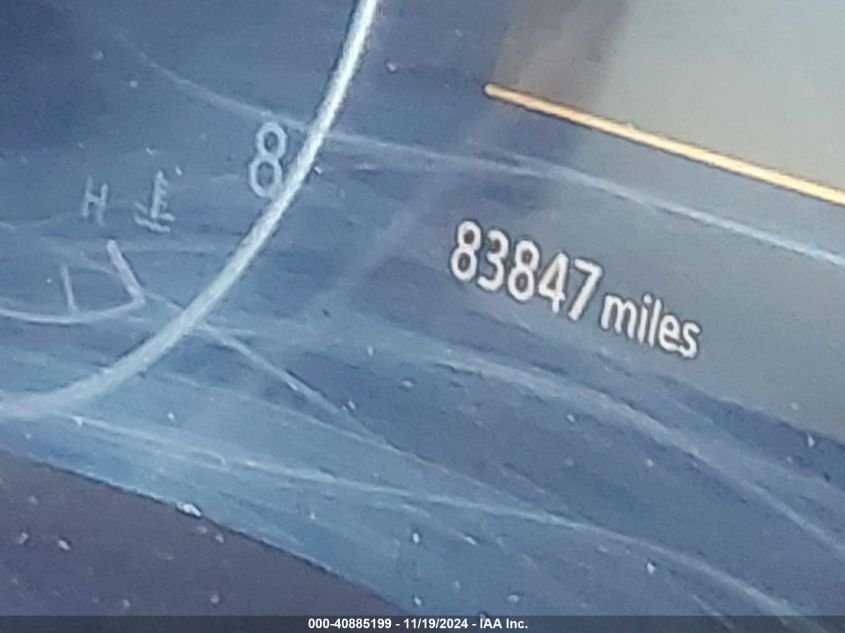 8
H
83847 miles
000-40885199 - 11/19/2024 - IAA Inc.